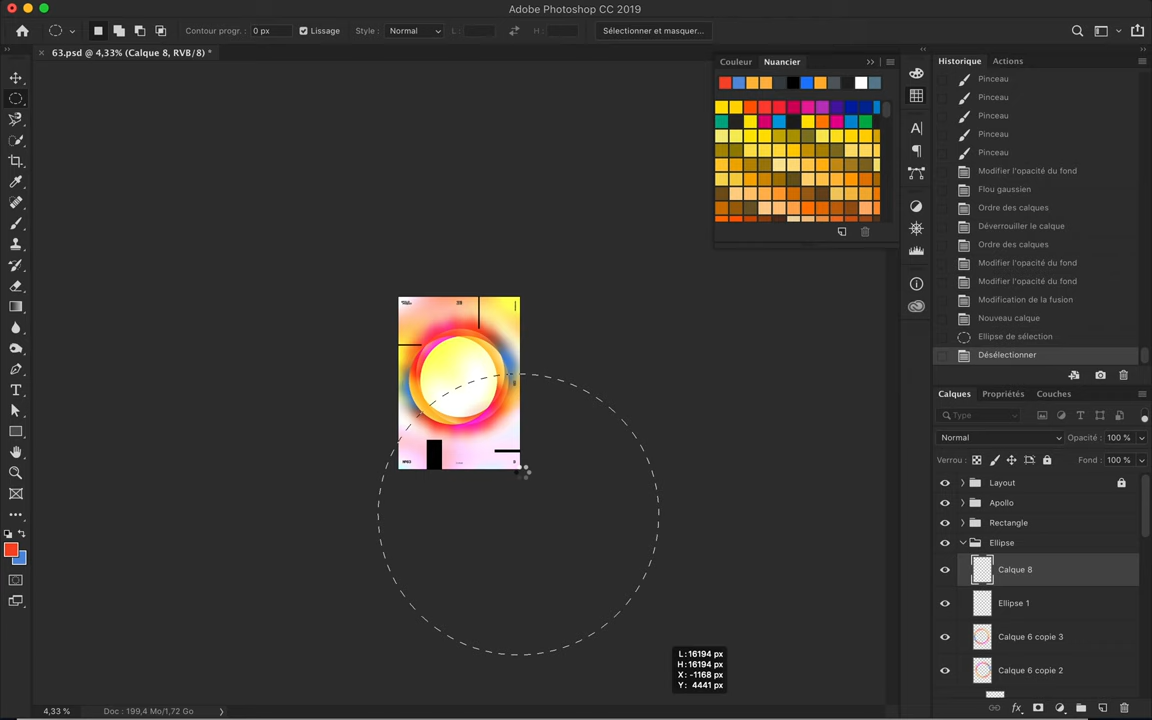 Adobe Photoshop CC 2019
Contour progr. : 0 px Lissage Style : Normal L : H : Sélectionner et masquer...
63.psd @ 4,33% (Calque 8, RVB/8) *
Couleur Nuancier
Historique Actions
Pinceau
Pinceau
Pinceau
Pinceau
Pinceau
Modifier l'opacité du fond
Flou gaussien
Ordre des calques
Déverrouiller le calque
Ordre des calques
Modifier l'opacité du fond
Modifier l'opacité du fond
Modification de la fusion
Nouveau calque
Ellipse de sélection
Désélectionner
Calques Propriétés Couches
Type
Normal Opacité : 100 %
Verrou : Fond : 100 %
Layout
Apollo
Rectangle
Ellipse
Calque 8
Ellipse 1
Calque 6 copie 3
Calque 6 copie 2
L : 16194 px
H : 16194 px
X : -1168 px
Y : 4441 px
4,33 % Doc : 199,4 Mo/1,72 Go